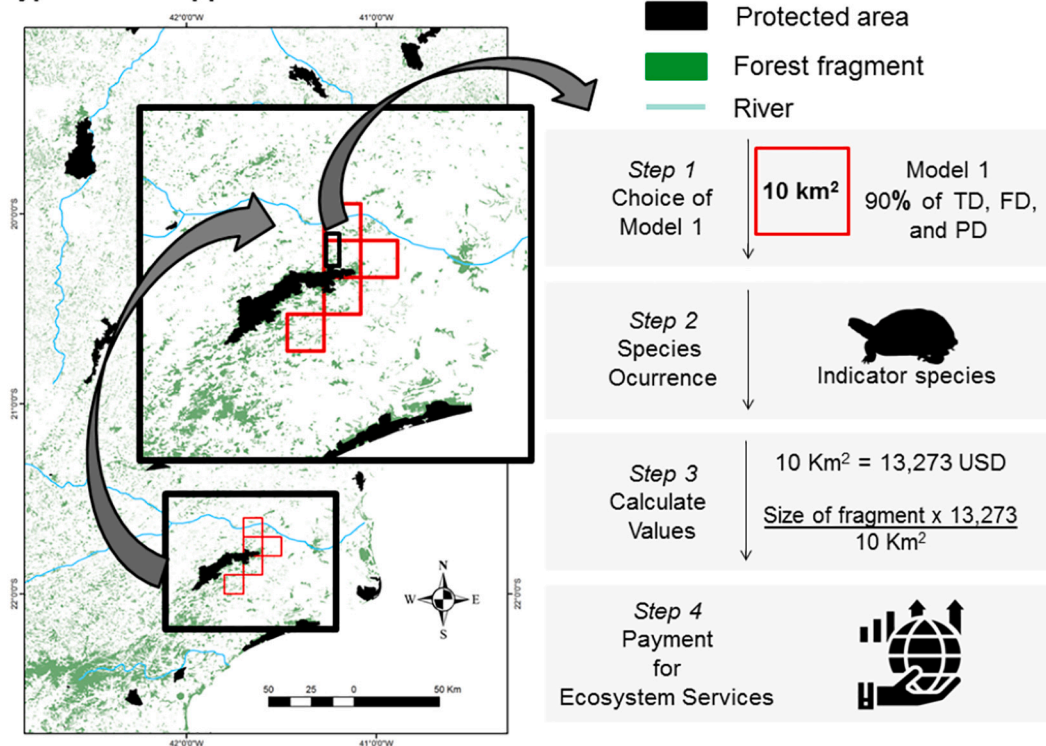 42°0'0"W
41°0'0"W
Protected area
Forest fragment
River
20°0'0"S
21°0'0"S
22°0'0"S
22°0'0"S
N
W
E
S
50 25 0 50 Km
42°0'0"W
41°0'0"W
Step 1
Choice of
Model 1
10 km²
Model 1
90% of TD, FD,
and PD
Step 2
Species
Ocurrence
Indicator species
Step 3
Calculate
Values
10 Km² = 13,273 USD
Size of fragment x 13,273
10 Km²
Step 4
Payment
for
Ecosystem Services